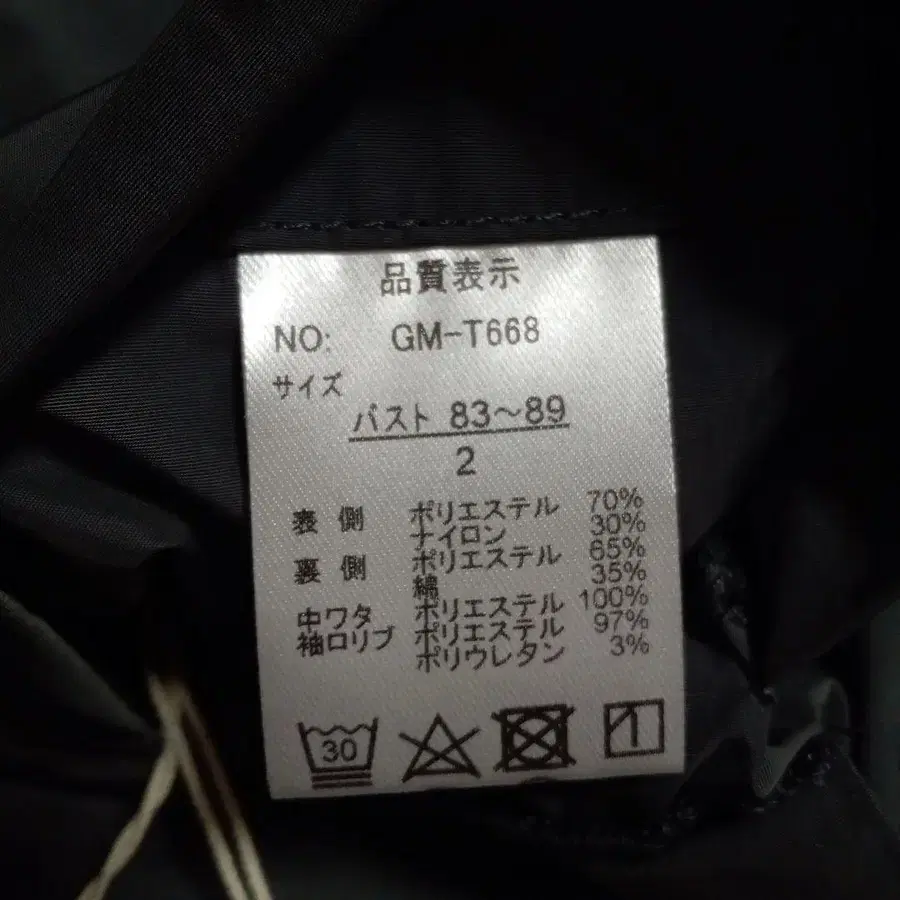 品質表示
NO: GM-T668
サイズ
バスト 83～89
2
表側 ポリエステル 70%
ナイロン 30%
裏側 ポリエステル 65%
綿 35%
中ワタ ポリエステル 100%
袖口リブ ポリエステル 97%
ポリウレタン 3%
30